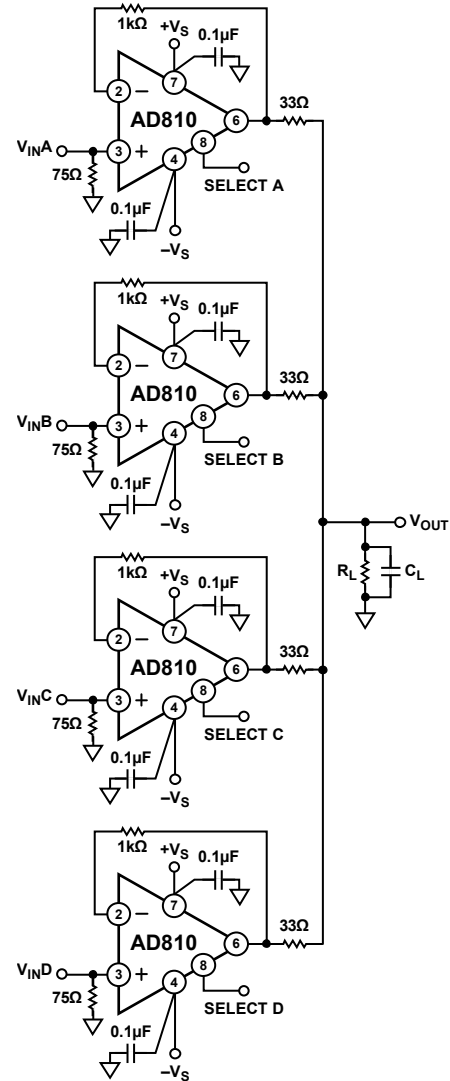 1kΩ
+VS
0.1µF
7
2
–
AD810
6
33Ω
VINA
3
+
8
4
75Ω
SELECT A
0.1µF
–VS
1kΩ
+VS
0.1µF
7
2
–
AD810
6
33Ω
VINB
3
+
8
4
75Ω
SELECT B
0.1µF
–VS
VOUT
RL
CL
1kΩ
+VS
0.1µF
7
2
–
AD810
6
33Ω
VINC
3
+
8
4
75Ω
SELECT C
0.1µF
–VS
1kΩ
+VS
0.1µF
7
2
–
AD810
6
33Ω
VIND
3
+
8
4
75Ω
SELECT D
0.1µF
–VS